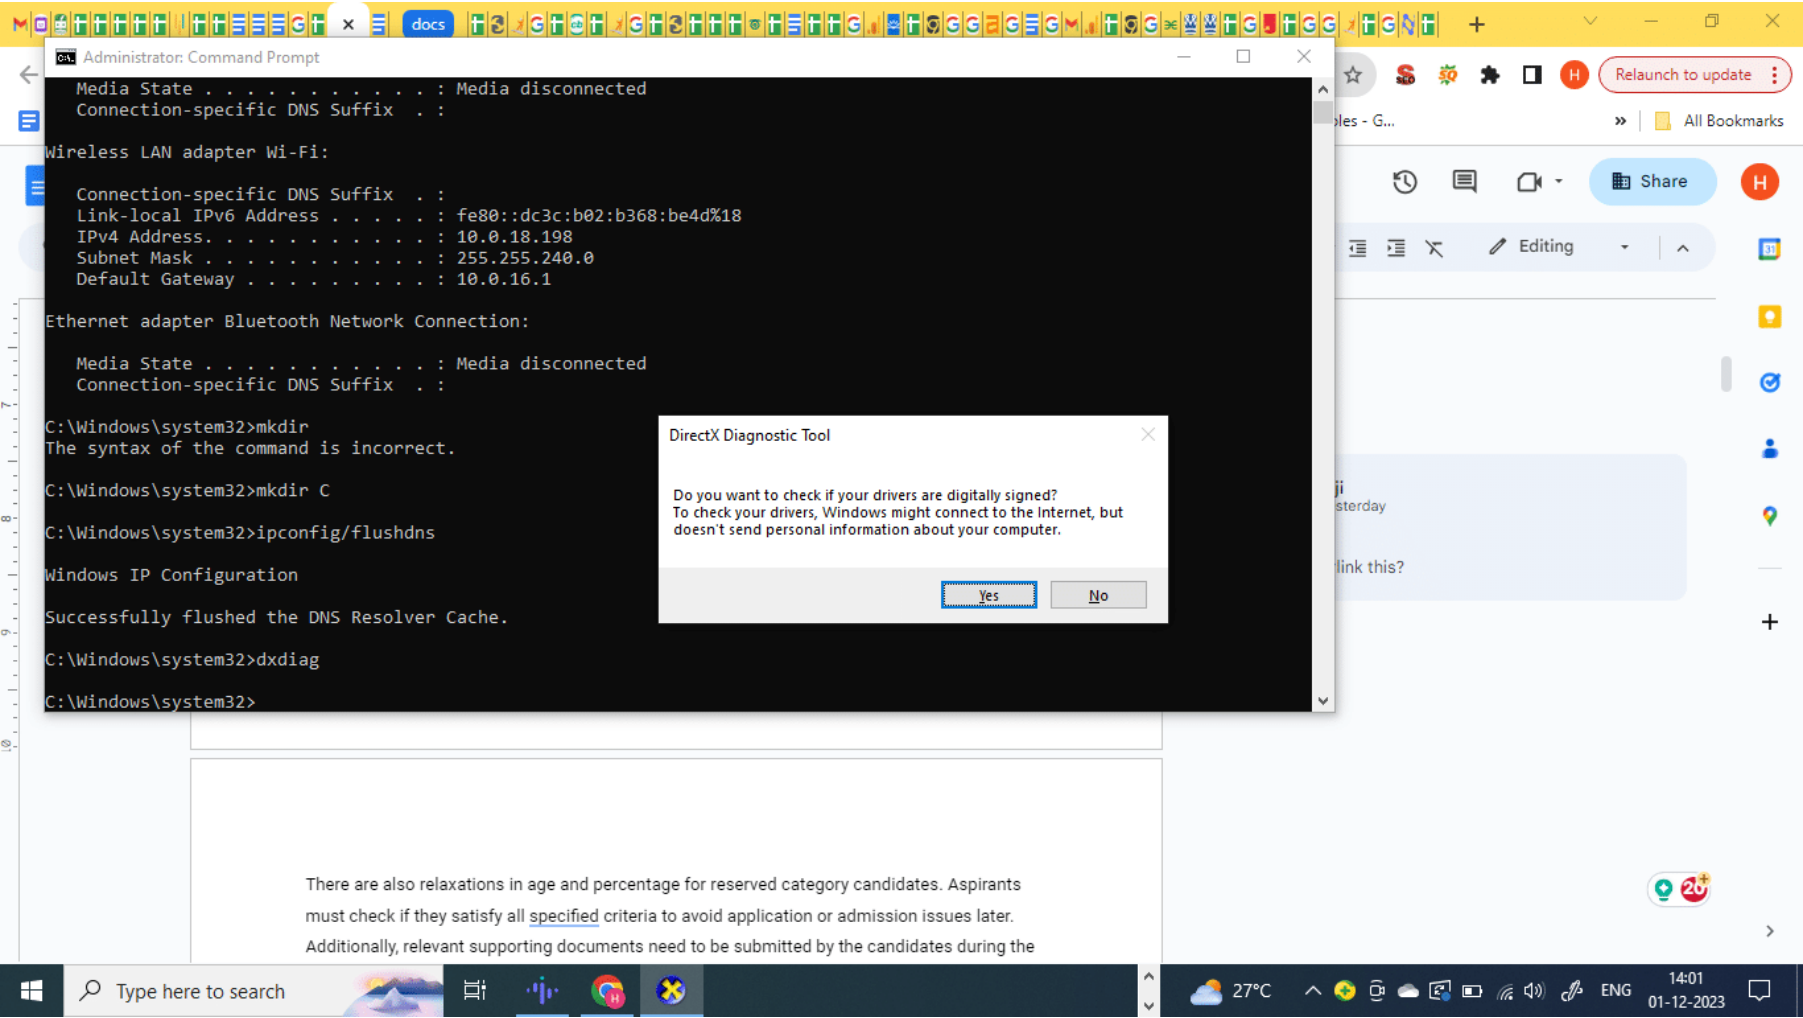 docs
Administrator: Command Prompt
Relaunch to update
bles - G...
»
All Bookmarks
Media State . . . . . . . . . . . : Media disconnected
Connection-specific DNS Suffix  . :
Wireless LAN adapter Wi-Fi:
Connection-specific DNS Suffix  . :
Link-local IPv6 Address . . . . . : fe80::dc3c:b02:b368:be4d%18
IPv4 Address. . . . . . . . . . . : 10.0.18.198
Subnet Mask . . . . . . . . . . . : 255.255.240.0
Default Gateway . . . . . . . . . : 10.0.16.1
Ethernet adapter Bluetooth Network Connection:
Media State . . . . . . . . . . . : Media disconnected
Connection-specific DNS Suffix  . :
C:\Windows\system32>mkdir
The syntax of the command is incorrect.
C:\Windows\system32>mkdir C
C:\Windows\system32>ipconfig/flushdns
Windows IP Configuration
Successfully flushed the DNS Resolver Cache.
C:\Windows\system32>dxdiag
C:\Windows\system32>
DirectX Diagnostic Tool
Do you want to check if your drivers are digitally signed?
To check your drivers, Windows might connect to the Internet, but
doesn't send personal information about your computer.
Yes
No
Share
H
H
Editing
31
ji
sterday
link this?
7
8
9
10
There are also relaxations in age and percentage for reserved category candidates. Aspirants
must check if they satisfy all specified criteria to avoid application or admission issues later.
Additionally, relevant supporting documents need to be submitted by the candidates during the
20
Type here to search
27°C
ENG
14:01
01-12-2023